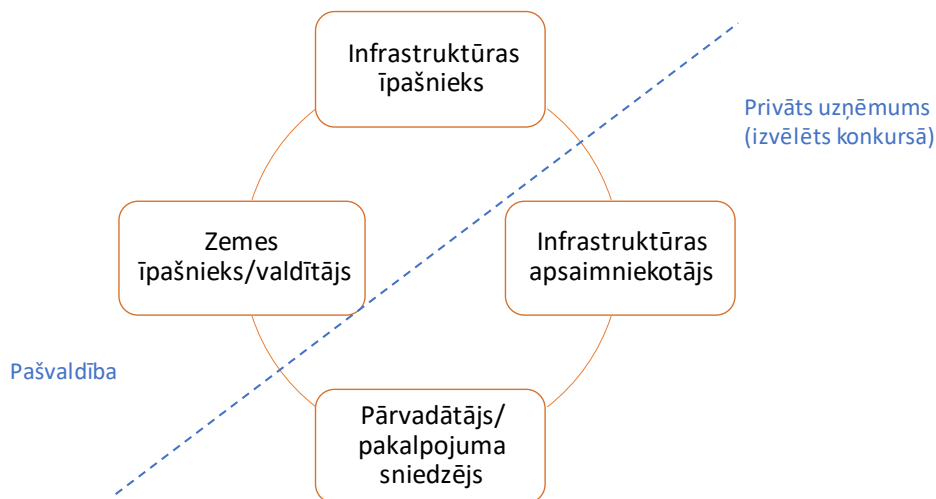 Infrastruktūras
īpašnieks
Privāts uzņēmums
(izvēlēts konkursā)
Zemes
īpašnieks/valdītājs
Infrastruktūras
apsaimniekotājs
Pašvaldība
Pārvadātājs/
pakalpojuma
sniedzējs